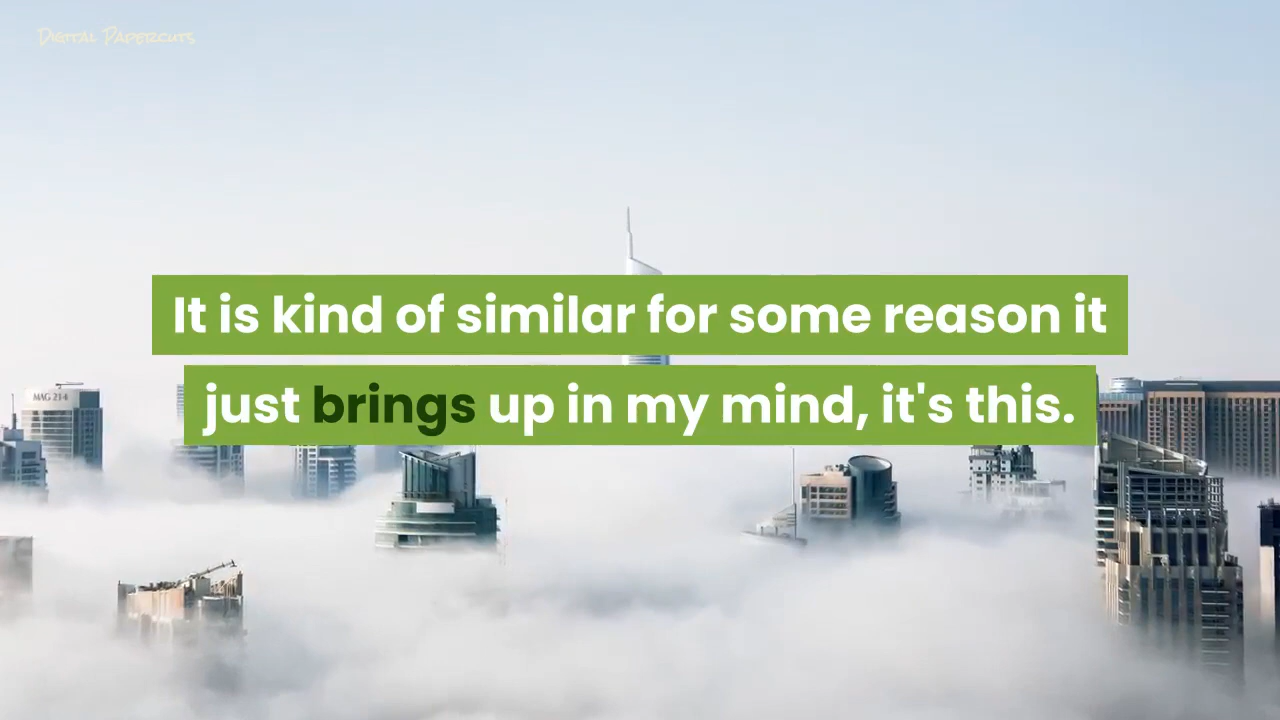 Digital Papercuts
It is kind of similar for some reason it
just brings up in my mind, it's this.
MAG 214